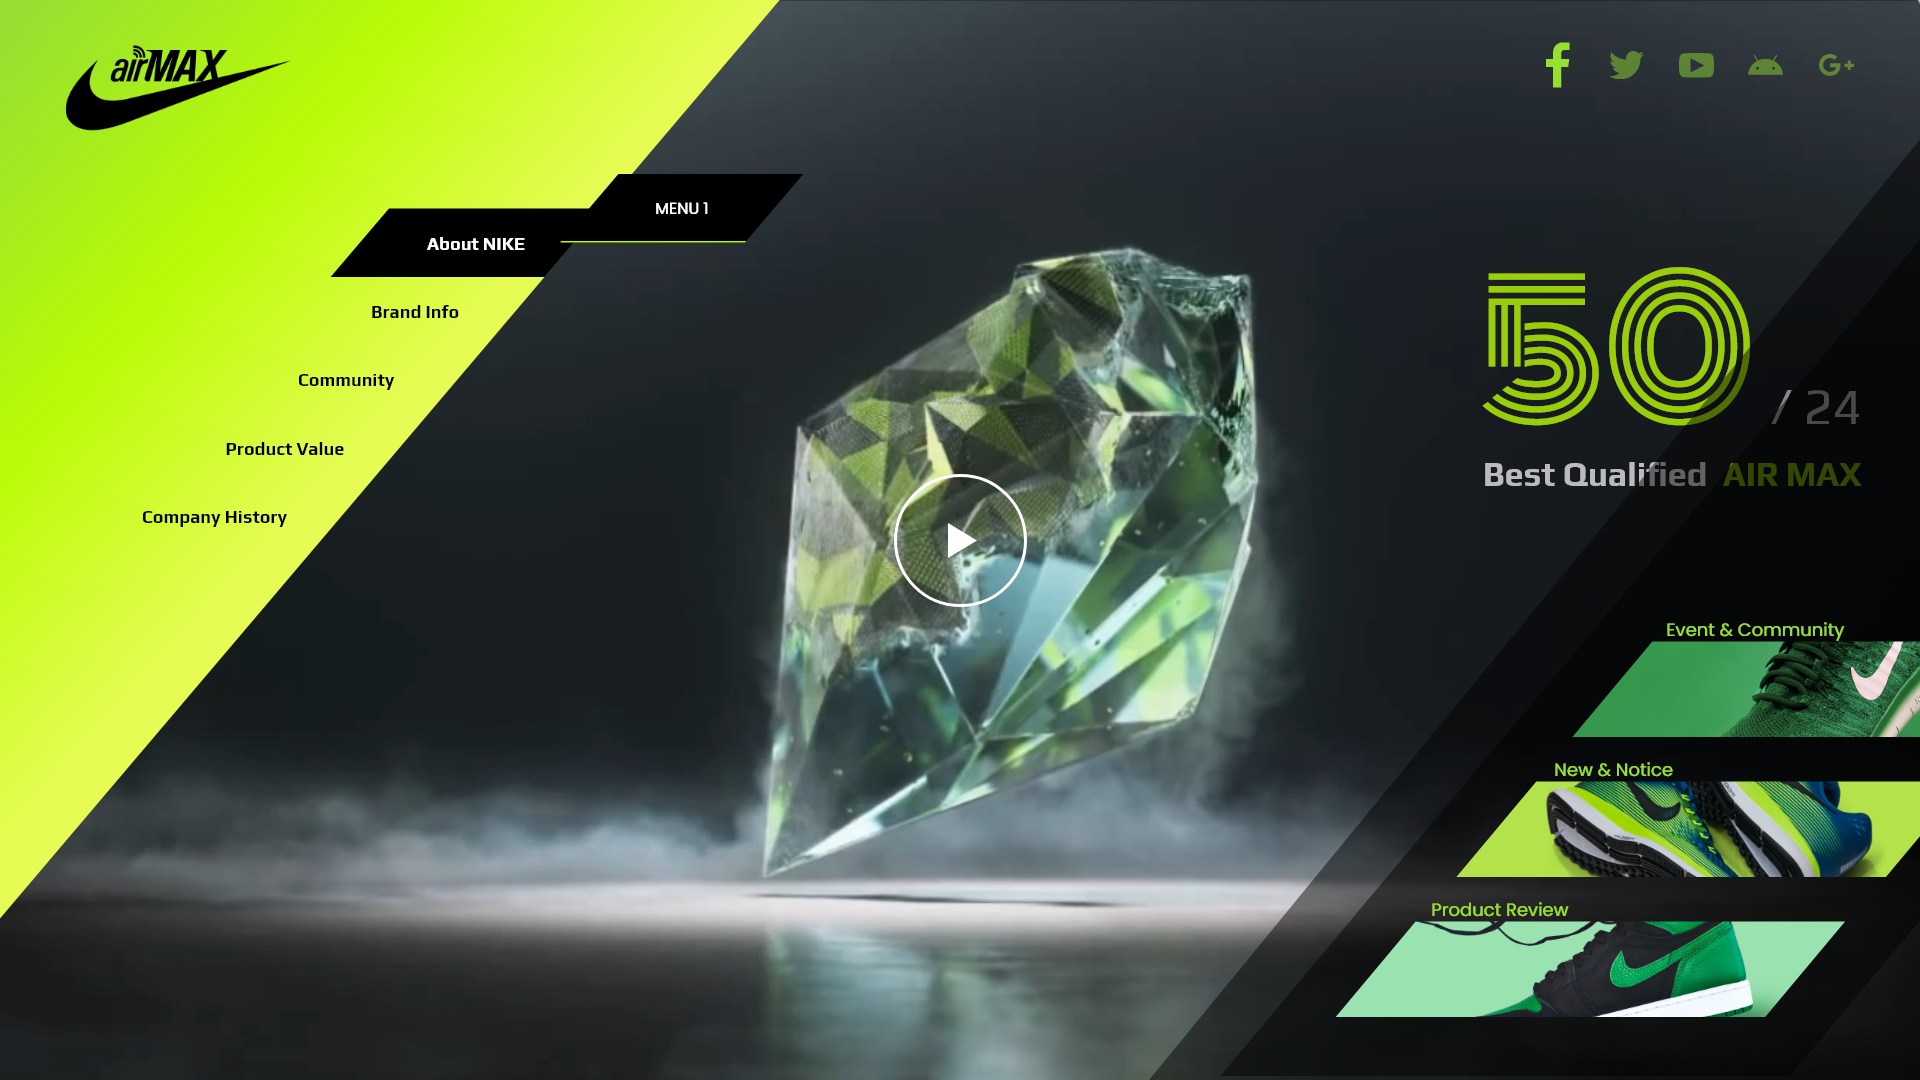 airMAX
MENU 1
About NIKE
Brand Info
Community
Product Value
Company History
50 / 24
Best Qualified AIR MAX
Event & Community
New & Notice
Product Review